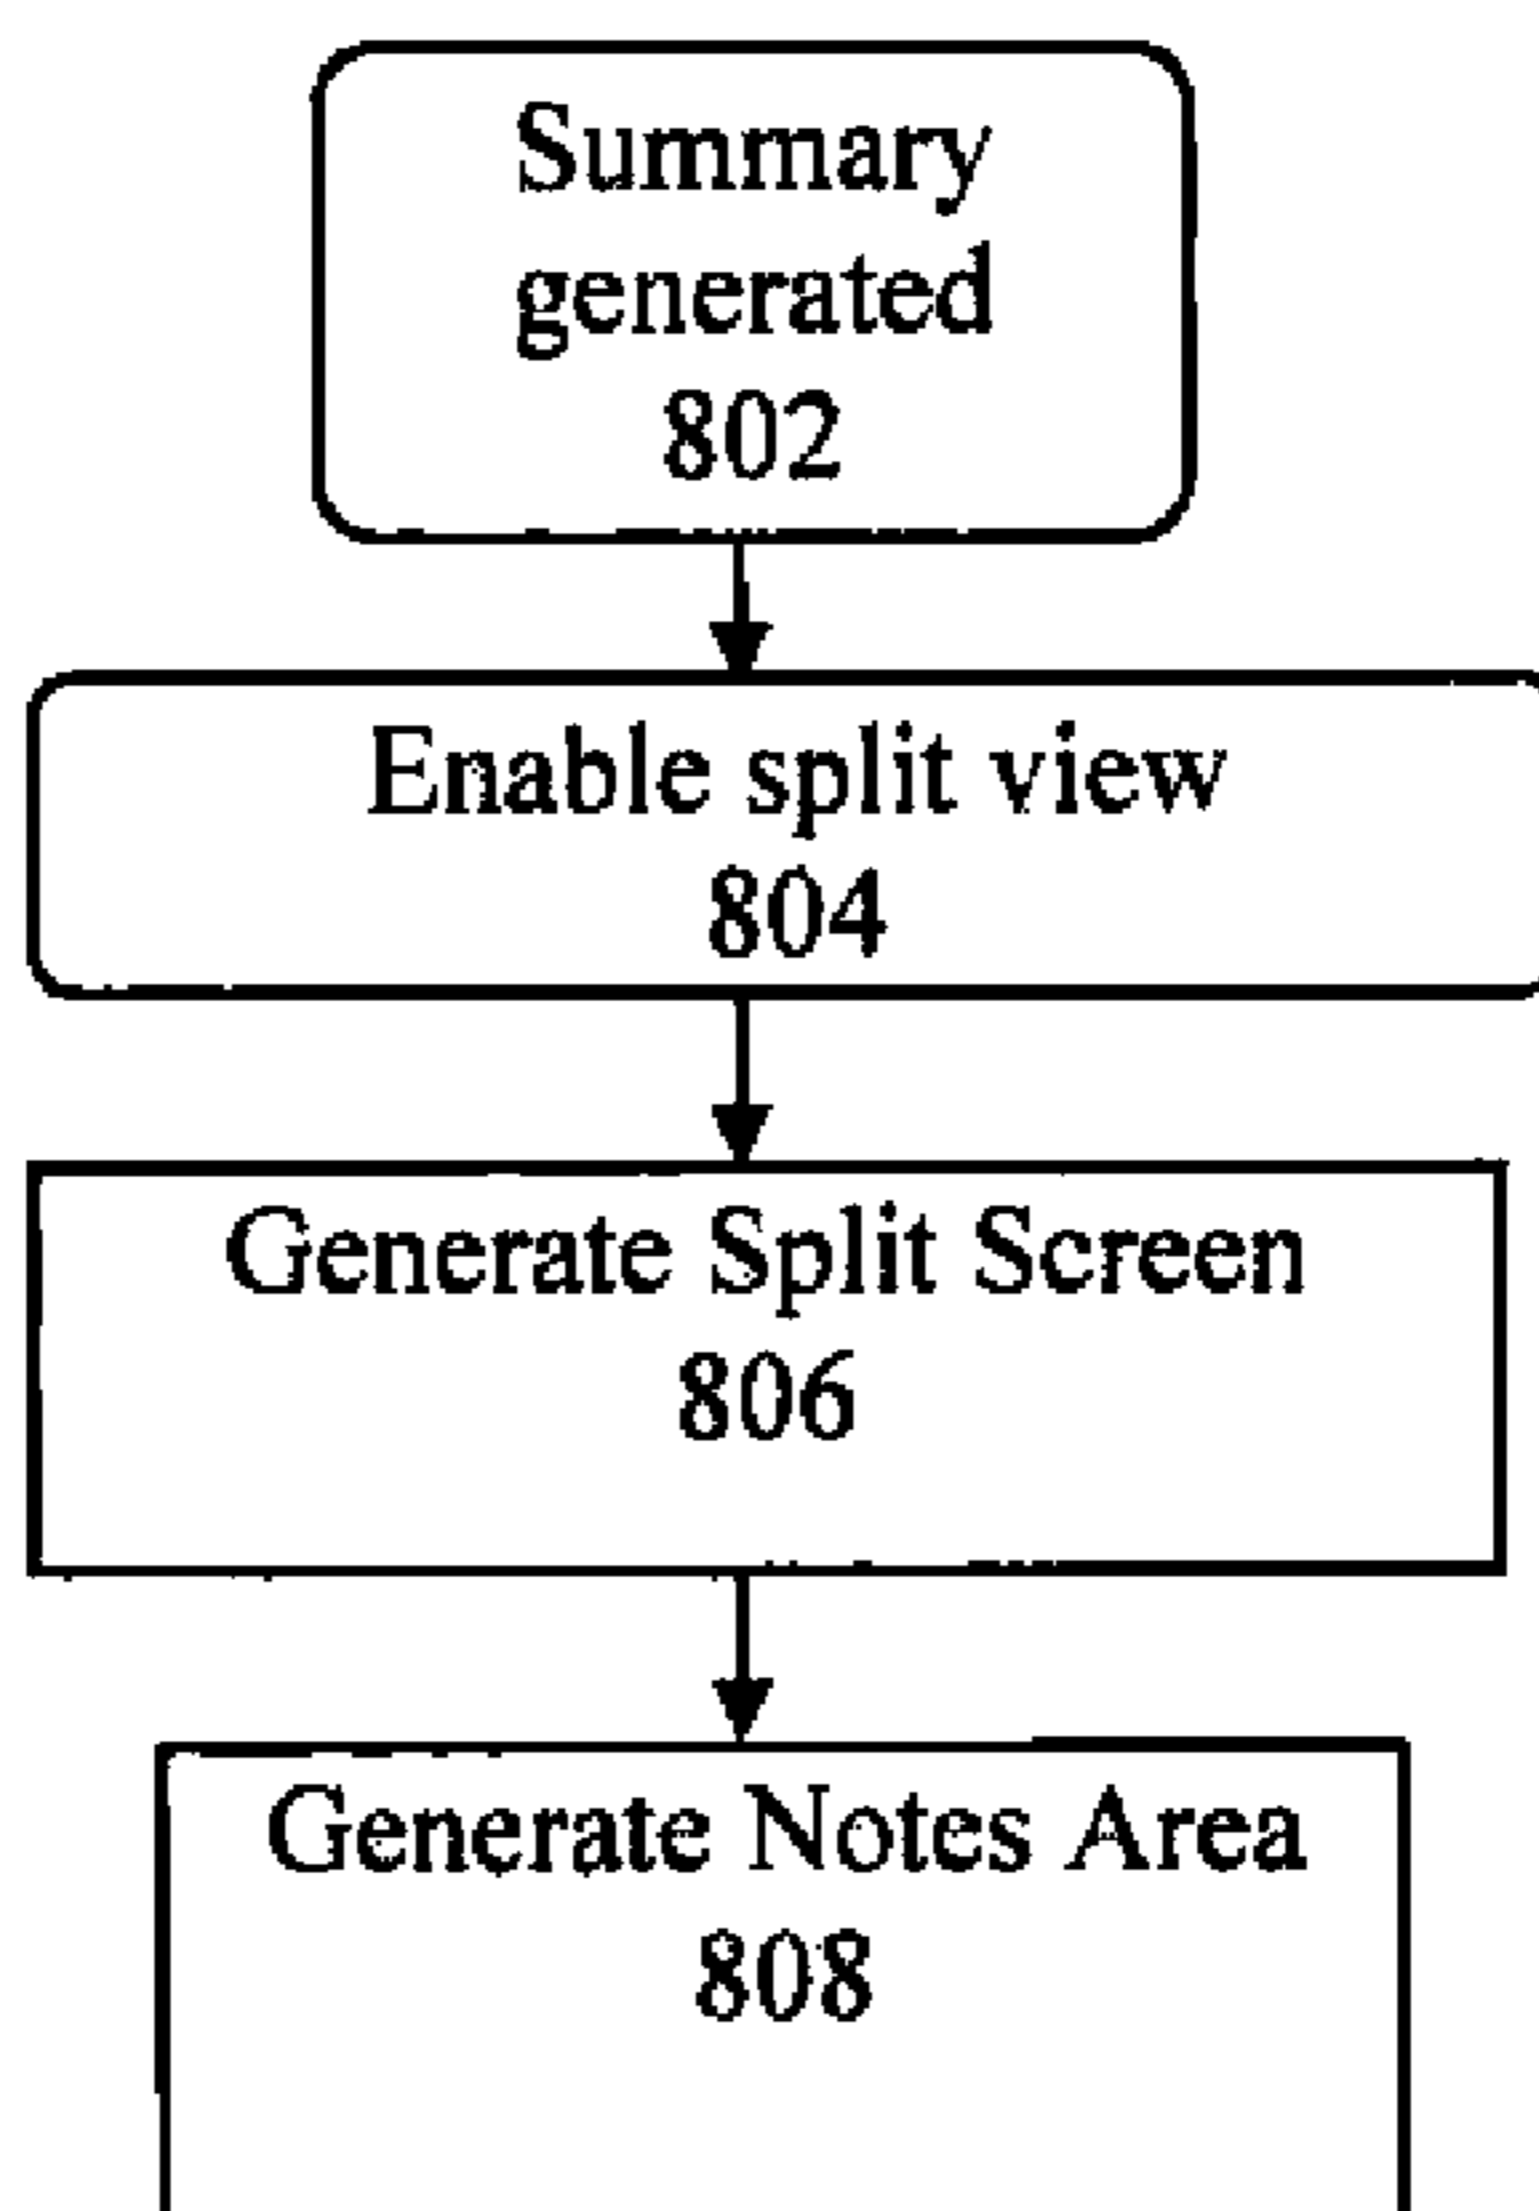 Summary
generated
802
Enable split view
804
Generate Split Screen
806
Generate Notes Area
808